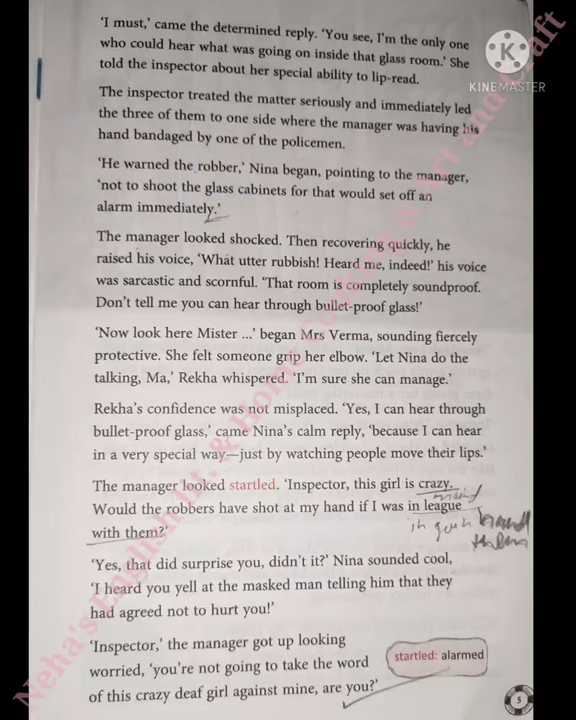 'I must,' came the determined reply. 'You see, I'm the only one
who could hear what was going on inside that glass room.' She
told the inspector about her special ability to lip-read.
K
KINEMASTER
The inspector treated the matter seriously and immediately led
the three of them to one side where the manager was having his
hand bandaged by one of the policemen.
'He warned the robber,' Nina began, pointing to the manager,
'not to shoot the glass cabinets for that would set off an
alarm immediately.'
The manager looked shocked. Then recovering quickly, he
raised his voice, 'What utter rubbish! Heard me, indeed!' his voice
was sarcastic and scornful. 'That room is completely soundproof.
Don't tell me you can hear through bullet-proof glass!'
'Now look here Mister ...' began Mrs Verma, sounding fiercely
protective. She felt someone grip her elbow. 'Let Nina do the
talking, Ma,' Rekha whispered. 'I'm sure she can manage.'
Rekha's confidence was not misplaced. 'Yes, I can hear through
bullet-proof glass,' came Nina's calm reply, 'because I can hear
in a very special way—just by watching people move their lips.'
The manager looked startled. 'Inspector, this girl is crazy.
Would the robbers have shot at my hand if I was in league
with them?'
'Yes, that did surprise you, didn't it?' Nina sounded cool,
'I heard you yell at the masked man telling him that they
had agreed not to hurt you!'
'Inspector,' the manager got up looking
worried, 'you're not going to take the word
of this crazy deaf girl against mine, are you?'
startled: alarmed
5
Neha's English Lit. & Home & Art and Craft